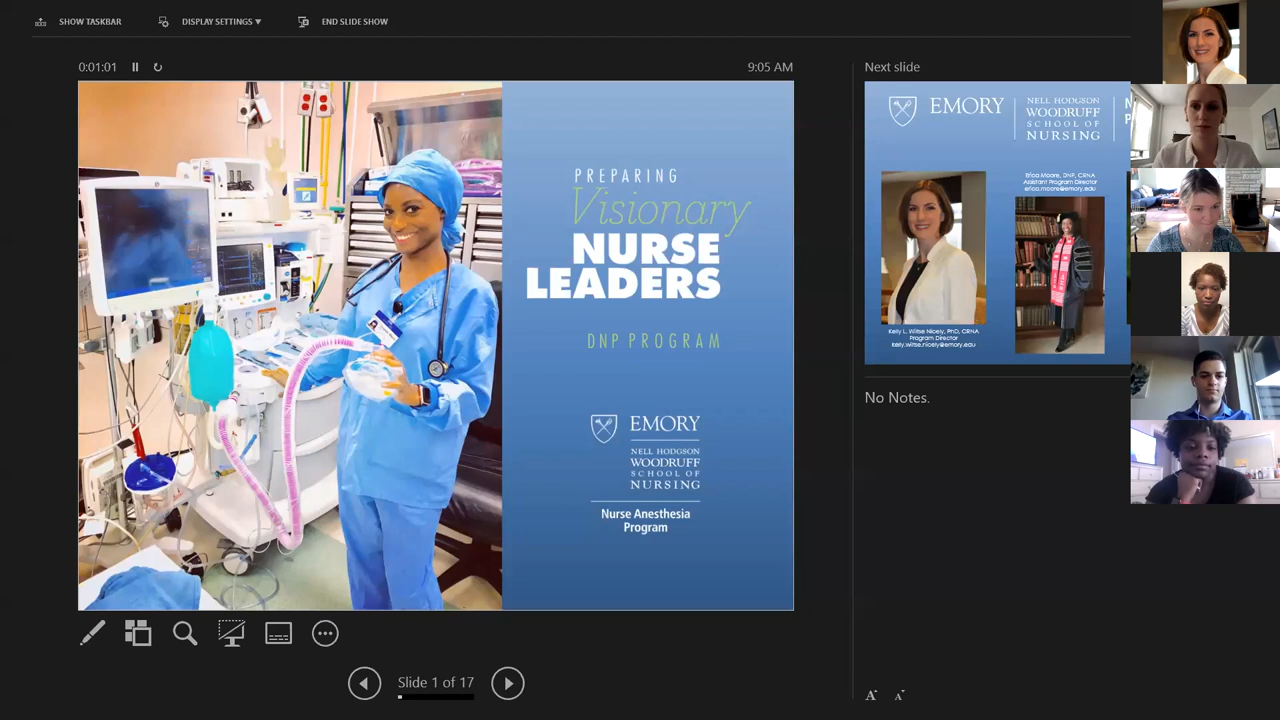 SHOW TASKBAR
DISPLAY SETTINGS ▼
END SLIDE SHOW
0:01:01
9:05 AM
PREPARING
Visionary
NURSE
LEADERS
DNP PROGRAM
EMORY
NELL HODGSON
WOODRUFF
SCHOOL OF
NURSING
Nurse Anesthesia
Program
Slide 1 of 17
Next slide
EMORY
NELL HODGSON
WOODRUFF
SCHOOL OF
NURSING
N
P
Erica Moore, DNP, CRNA
Assistant Program Director
erica.moore@emory.edu
Kelly L. Wiltse Nicely, PhD, CRNA
Program Director
Kelly.wiltse.nicely@emory.edu
No Notes.
A
A